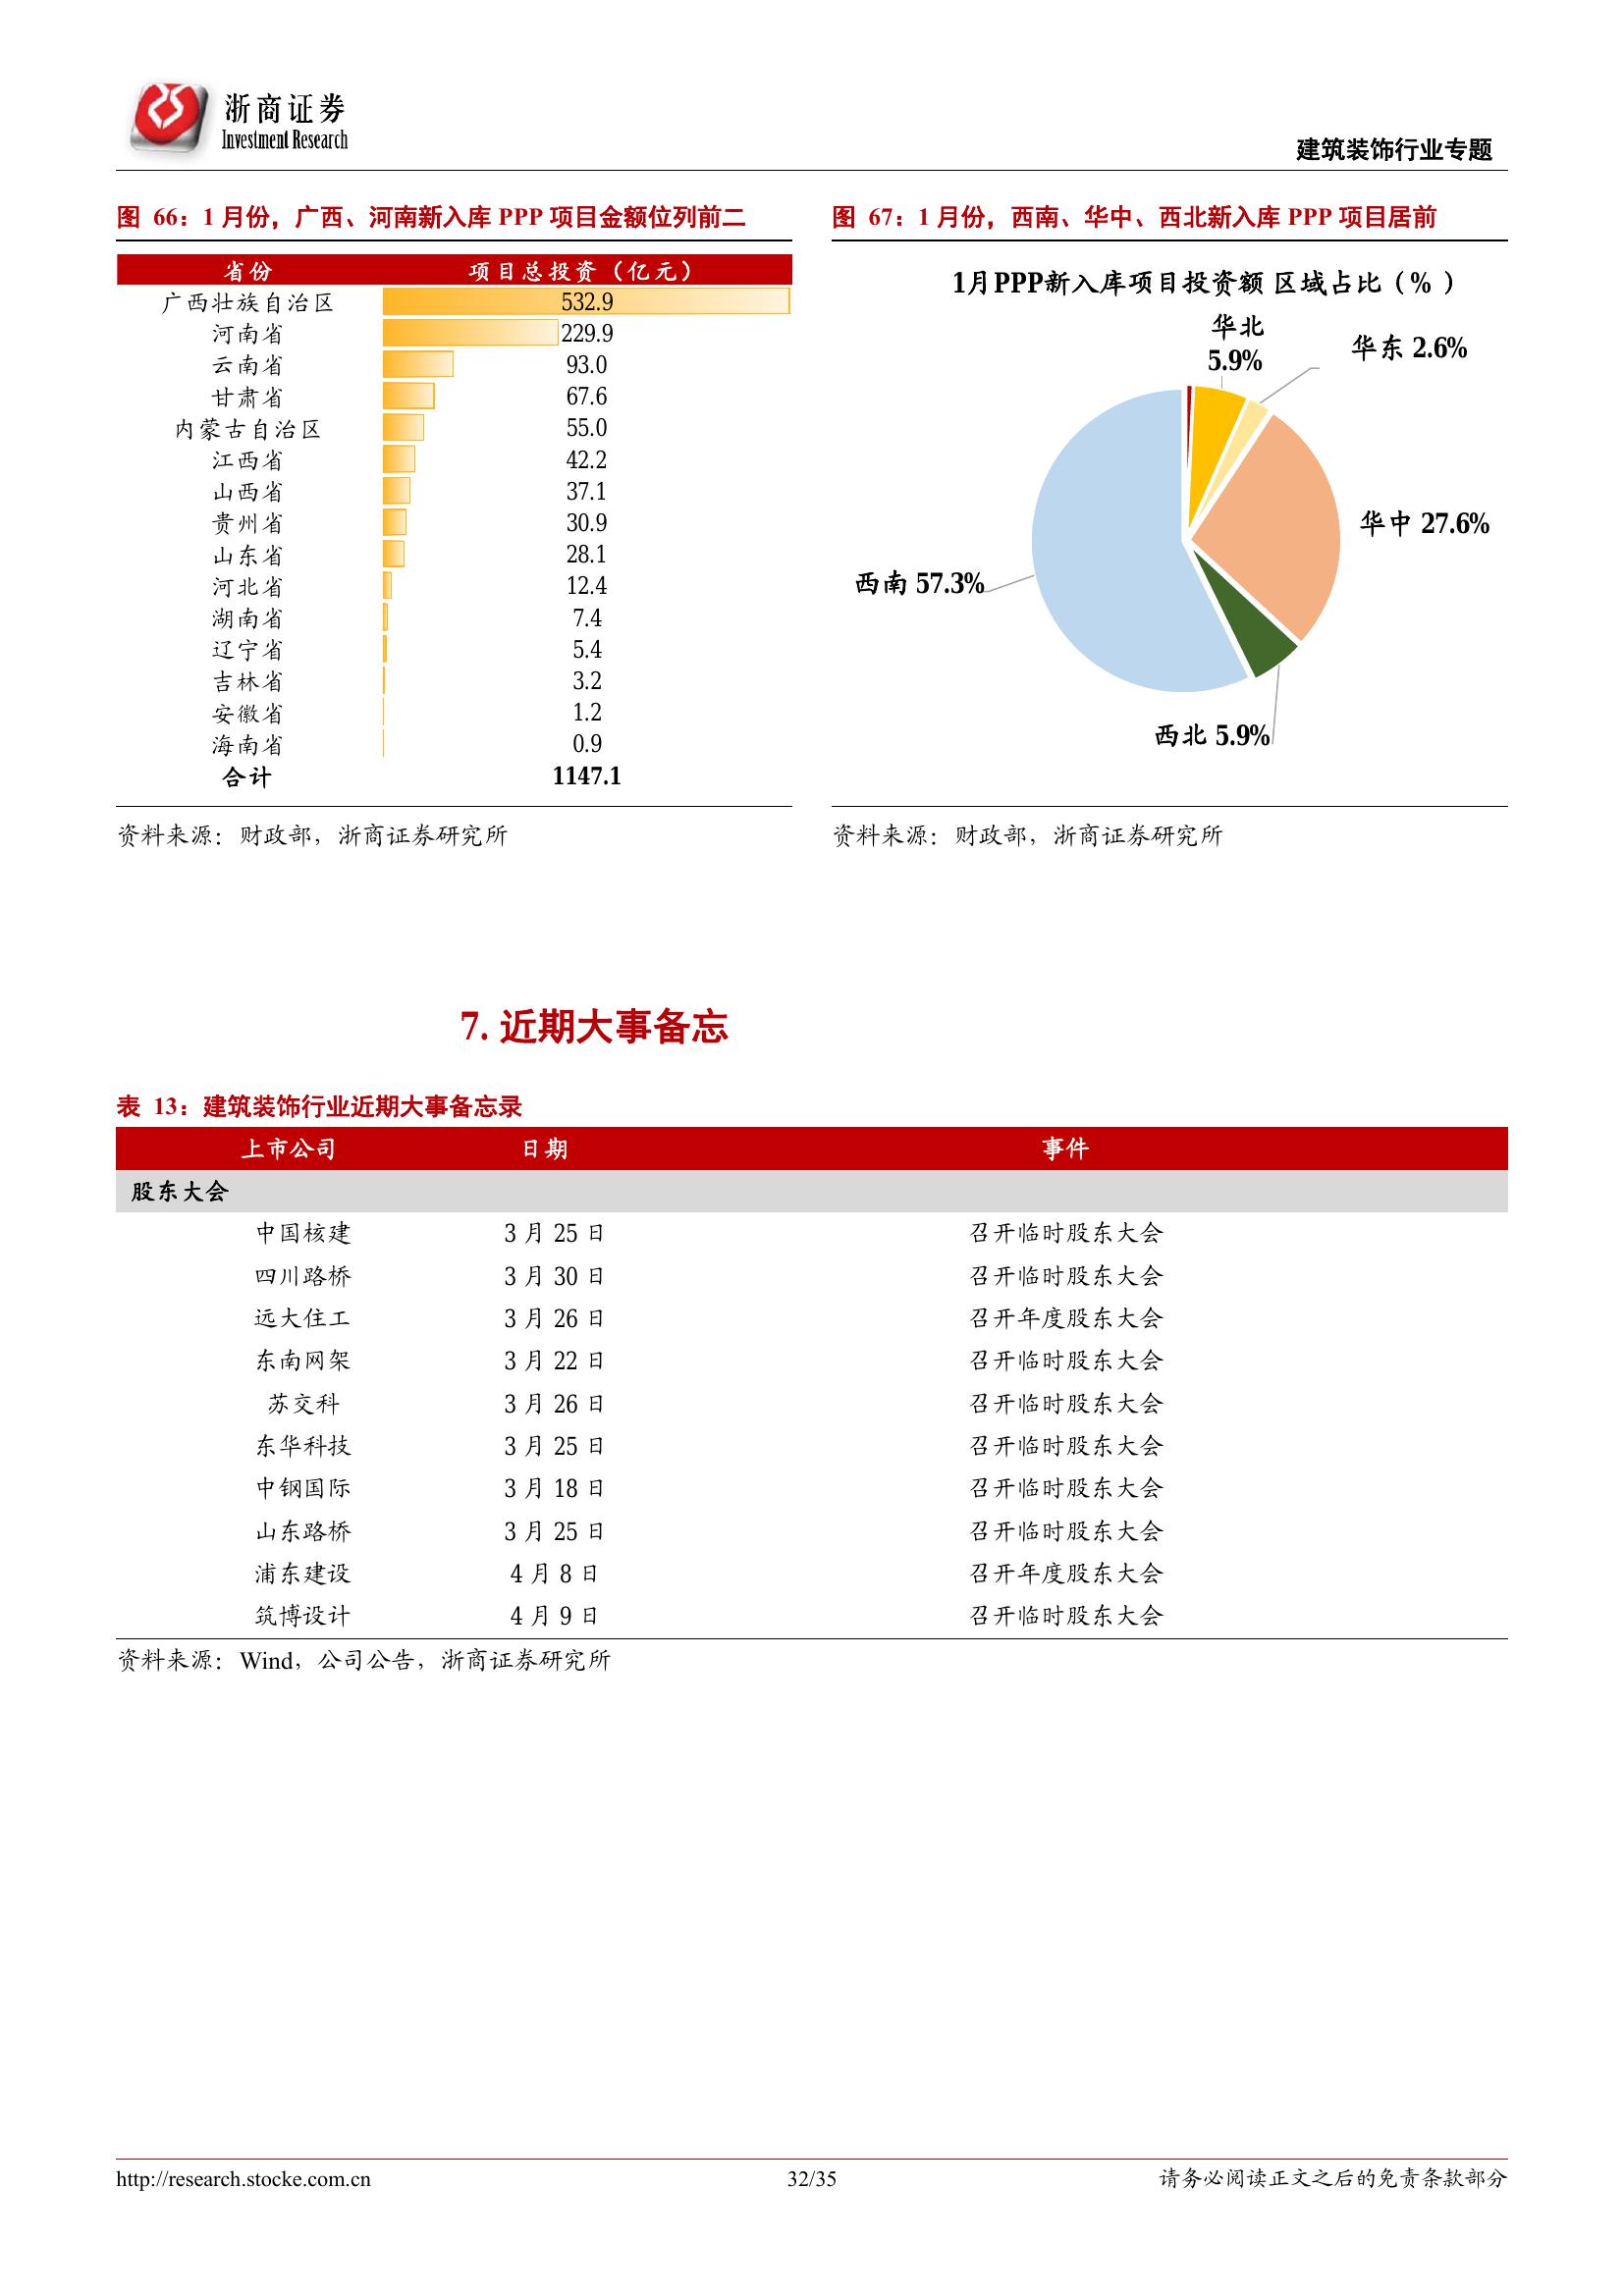 浙商证券
Investment Research
建筑装饰行业专题
图 66：1 月份，广西、河南新入库 PPP 项目金额位列前二
省份 项目总投资（亿元）
广西壮族自治区 532.9
河南省 229.9
云南省 93.0
甘肃省 67.6
内蒙古自治区 55.0
江西省 42.2
山西省 37.1
贵州省 30.9
山东省 28.1
河北省 12.4
湖南省 7.4
辽宁省 5.4
吉林省 3.2
安徽省 1.2
海南省 0.9
合计 1147.1
资料来源：财政部，浙商证券研究所
图 67：1 月份，西南、华中、西北新入库 PPP 项目居前
1月PPP新入库项目投资额 区域占比（% ）
华北
5.9%
华东 2.6%
华中 27.6%
西南 57.3%
西北 5.9%
资料来源：财政部，浙商证券研究所
7. 近期大事备忘
表 13：建筑装饰行业近期大事备忘录
上市公司 日期 事件
股东大会
中国核建 3 月 25 日 召开临时股东大会
四川路桥 3 月 30 日 召开临时股东大会
远大住工 3 月 26 日 召开年度股东大会
东南网架 3 月 22 日 召开临时股东大会
苏交科 3 月 26 日 召开临时股东大会
东华科技 3 月 25 日 召开临时股东大会
中钢国际 3 月 18 日 召开临时股东大会
山东路桥 3 月 25 日 召开临时股东大会
浦东建设 4 月 8 日 召开年度股东大会
筑博设计 4 月 9 日 召开临时股东大会
资料来源：Wind，公司公告，浙商证券研究所
http://research.stocke.com.cn 32/35 请务必阅读正文之后的免责条款部分